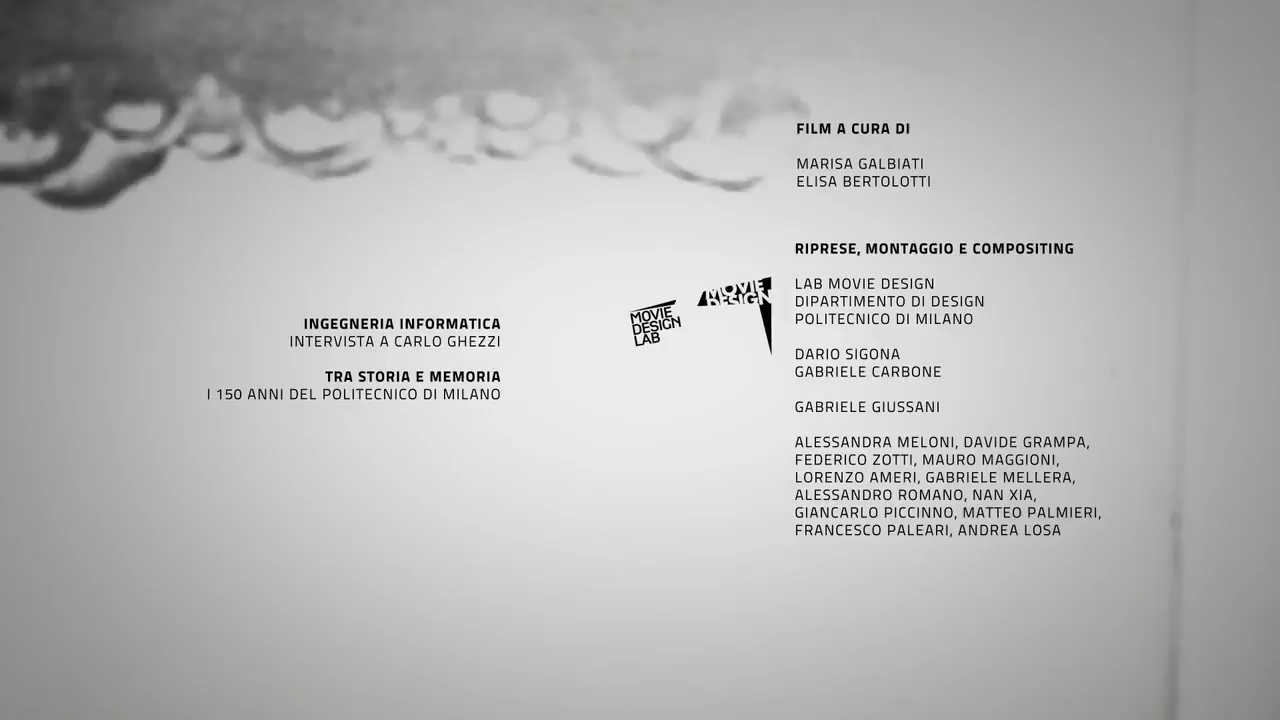 INGEGNERIA INFORMATICA
INTERVISTA A CARLO GHEZZI
TRA STORIA E MEMORIA
I 150 ANNI DEL POLITECNICO DI MILANO
MOVIE
DESIGN
LAB
MOVIE
DESIGN
FILM A CURA DI
MARISA GALBIATI
ELISA BERTOLOTTI
RIPRESE, MONTAGGIO E COMPOSITING
LAB MOVIE DESIGN
DIPARTIMENTO DI DESIGN
POLITECNICO DI MILANO
DARIO SIGONA
GABRIELE CARBONE
GABRIELE GIUSSANI
ALESSANDRA MELONI, DAVIDE GRAMPA,
FEDERICO ZOTTI, MAURO MAGGIONI,
LORENZO AMERI, GABRIELE MELLERA,
ALESSANDRO ROMANO, NAN XIA,
GIANCARLO PICCINNO, MATTEO PALMIERI,
FRANCESCO PALEARI, ANDREA LOSA